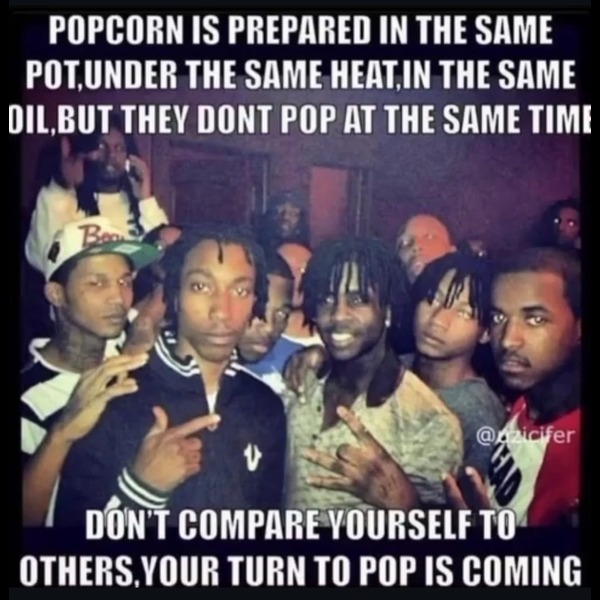 POPCORN IS PREPARED IN THE SAME
POT,UNDER THE SAME HEAT,IN THE SAME
OIL,BUT THEY DONT POP AT THE SAME TIME
@uzicifer
DON'T COMPARE YOURSELF TO
OTHERS,YOUR TURN TO POP IS COMING